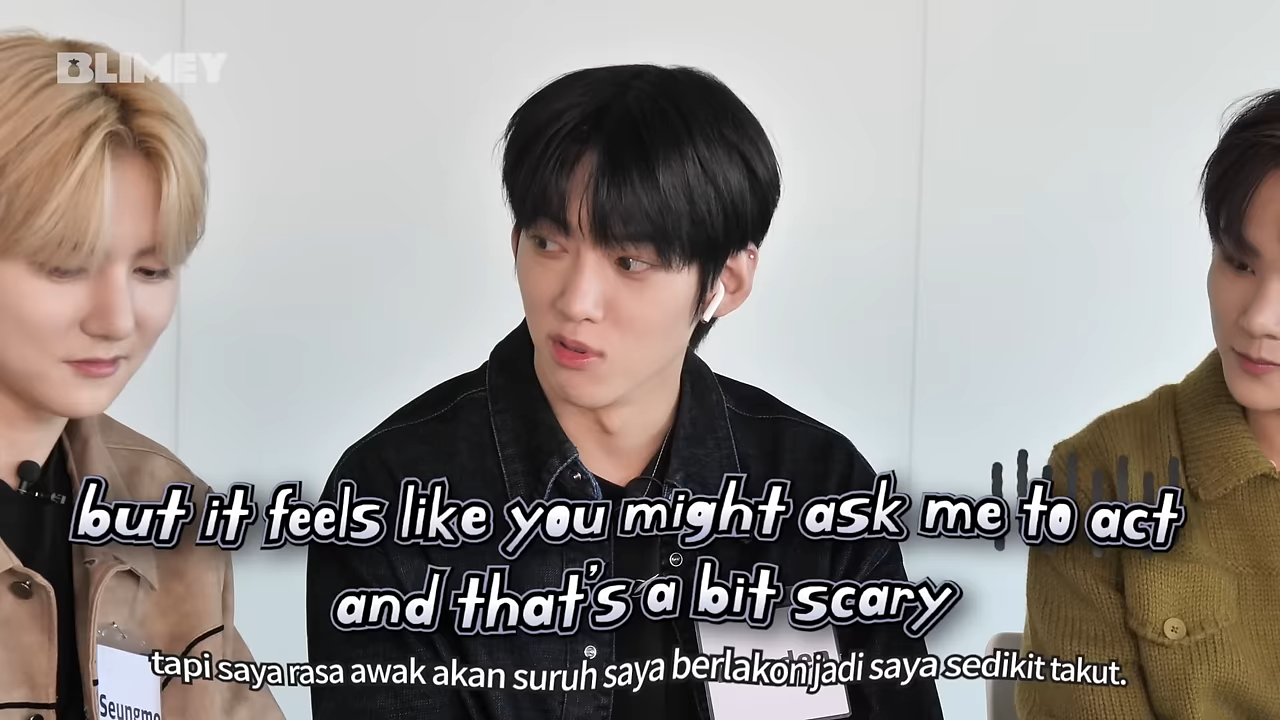 BLIMEY
but it feels like you might ask me to act
and that's a bit scary
tapi saya rasa awak akan suruh saya berlakon jadi saya sedikit takut.
Seungmo